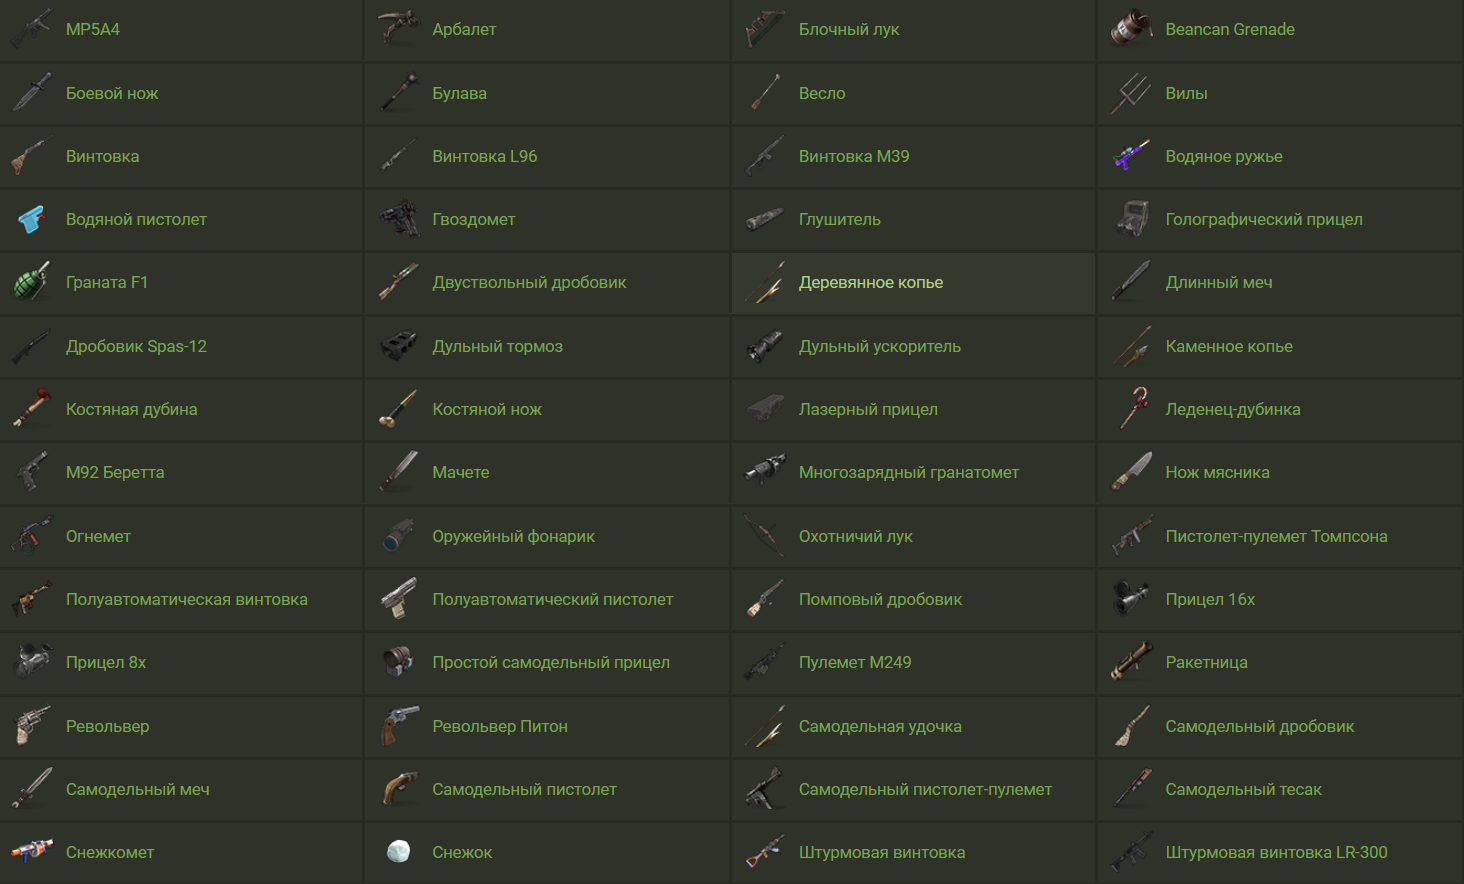 MP5A4
Арбалет
Блочный лук
Beancan Grenade
Боевой нож
Булава
Весло
Вилы
Винтовка
Винтовка L96
Винтовка М39
Водяное ружье
Водяной пистолет
Гвоздомет
Глушитель
Голографический прицел
Граната F1
Двуствольный дробовик
Деревянное копье
Длинный меч
Дробовик Spas-12
Дульный тормоз
Дульный ускоритель
Каменное копье
Костяная дубина
Костяной нож
Лазерный прицел
Леденец-дубинка
М92 Беретта
Мачете
Многозарядный гранатомет
Нож мясника
Огнемет
Оружейный фонарик
Охотничий лук
Пистолет-пулемет Томпсона
Полуавтоматическая винтовка
Полуавтоматический пистолет
Помповый дробовик
Прицел 16x
Прицел 8x
Простой самодельный прицел
Пулемет М249
Ракетница
Револьвер
Револьвер Питон
Самодельная удочка
Самодельный дробовик
Самодельный меч
Самодельный пистолет
Самодельный пистолет-пулемет
Самодельный тесак
Снежкомет
Снежок
Штурмовая винтовка
Штурмовая винтовка LR-300